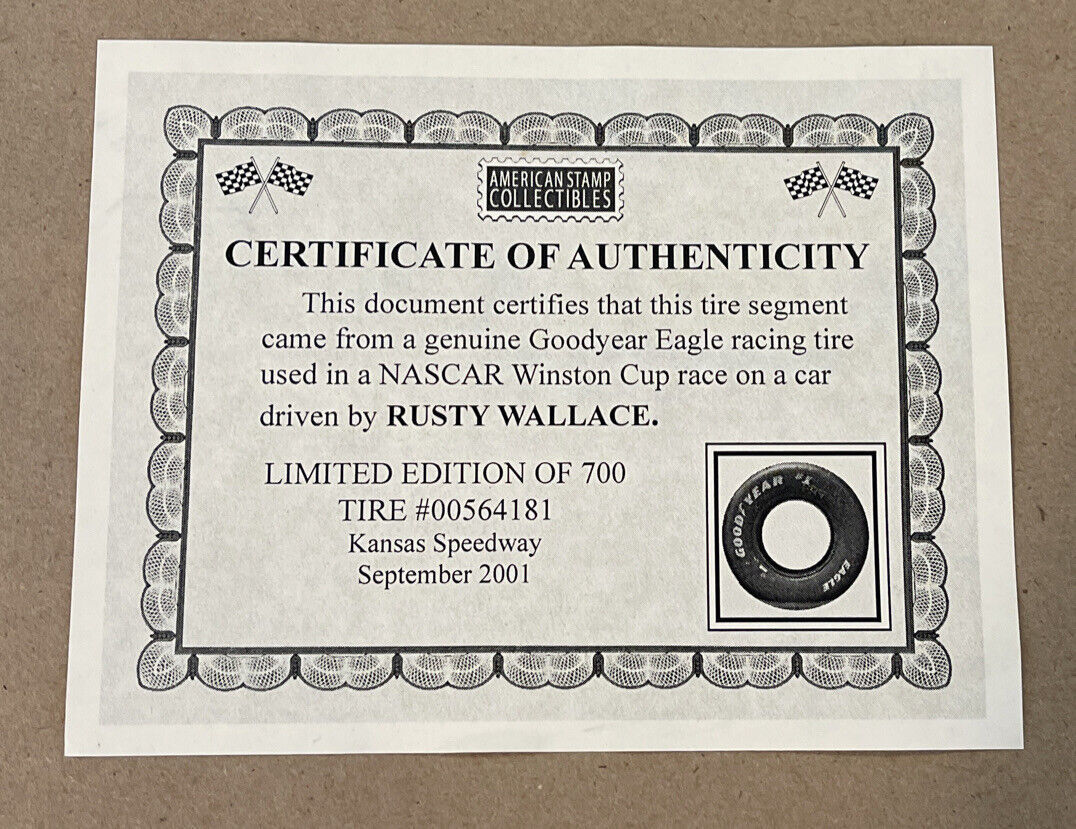 AMERICAN STAMP
COLLECTIBLES
CERTIFICATE OF AUTHENTICITY
This document certifies that this tire segment
came from a genuine Goodyear Eagle racing tire
used in a NASCAR Winston Cup race on a car
driven by RUSTY WALLACE.
LIMITED EDITION OF 700
TIRE #00564181
Kansas Speedway
September 2001
GOODYEAR
EAGLE